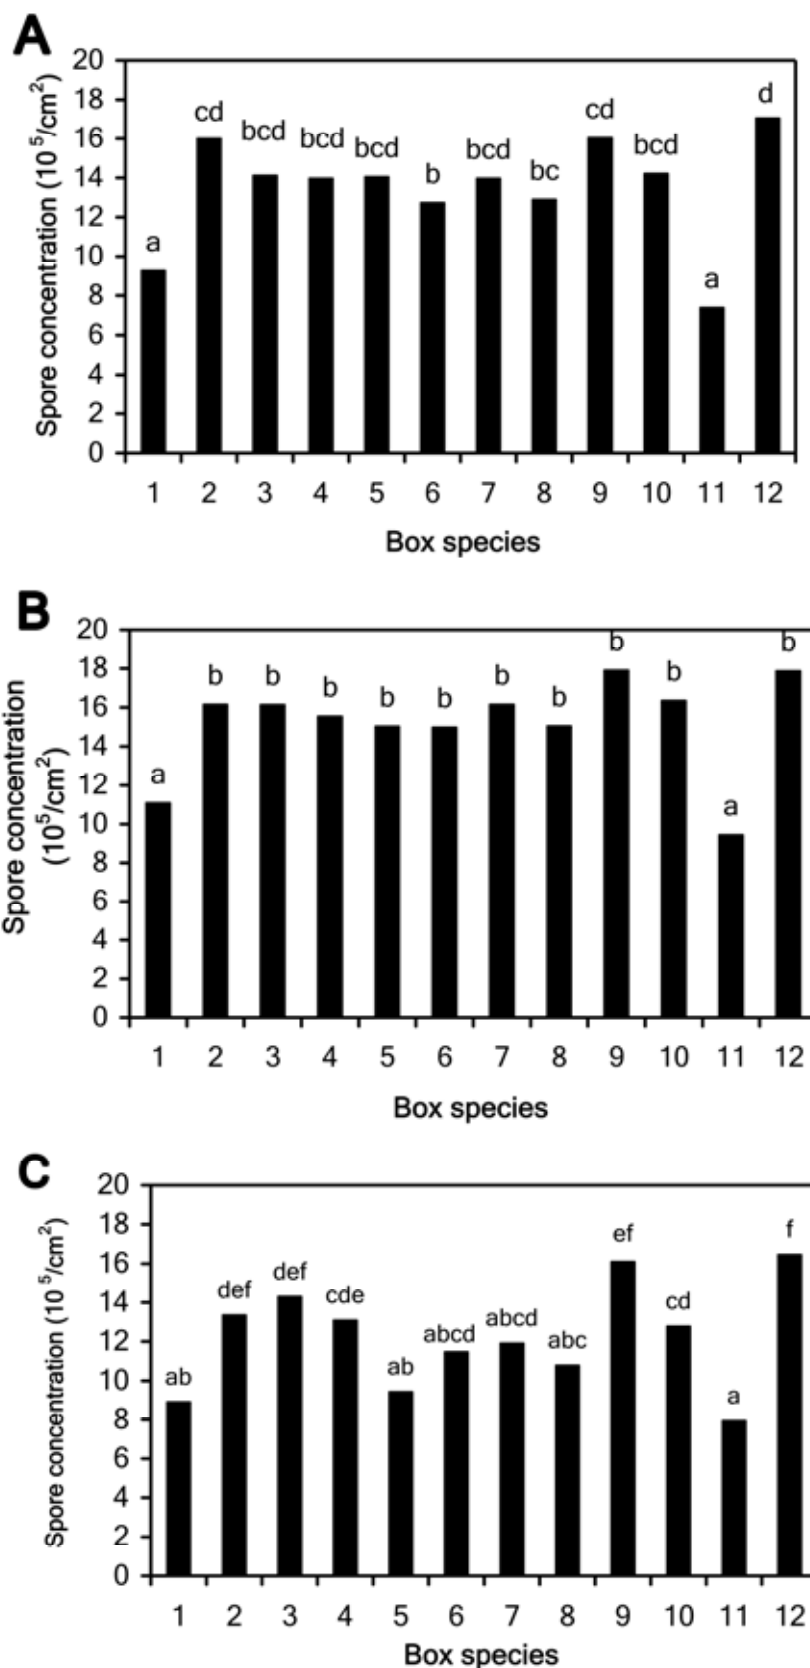 A
Spore concentration (10⁵/cm²)
20
18
16
14
12
10
8
6
4
2
0
a
cd
bcd
bcd
bcd
b
bcd
bc
cd
bcd
a
d
1 2 3 4 5 6 7 8 9 10 11 12
Box species
B
Spore concentration
(10⁵/cm²)
20
18
16
14
12
10
8
6
4
2
0
a
b
b
b
b
b
b
b
b
b
a
b
1 2 3 4 5 6 7 8 9 10 11 12
Box species
C
Spore concentration (10⁵/cm²)
20
18
16
14
12
10
8
6
4
2
0
ab
def
def
cde
ab
abcd
abcd
abc
ef
cd
a
f
1 2 3 4 5 6 7 8 9 10 11 12
Box species